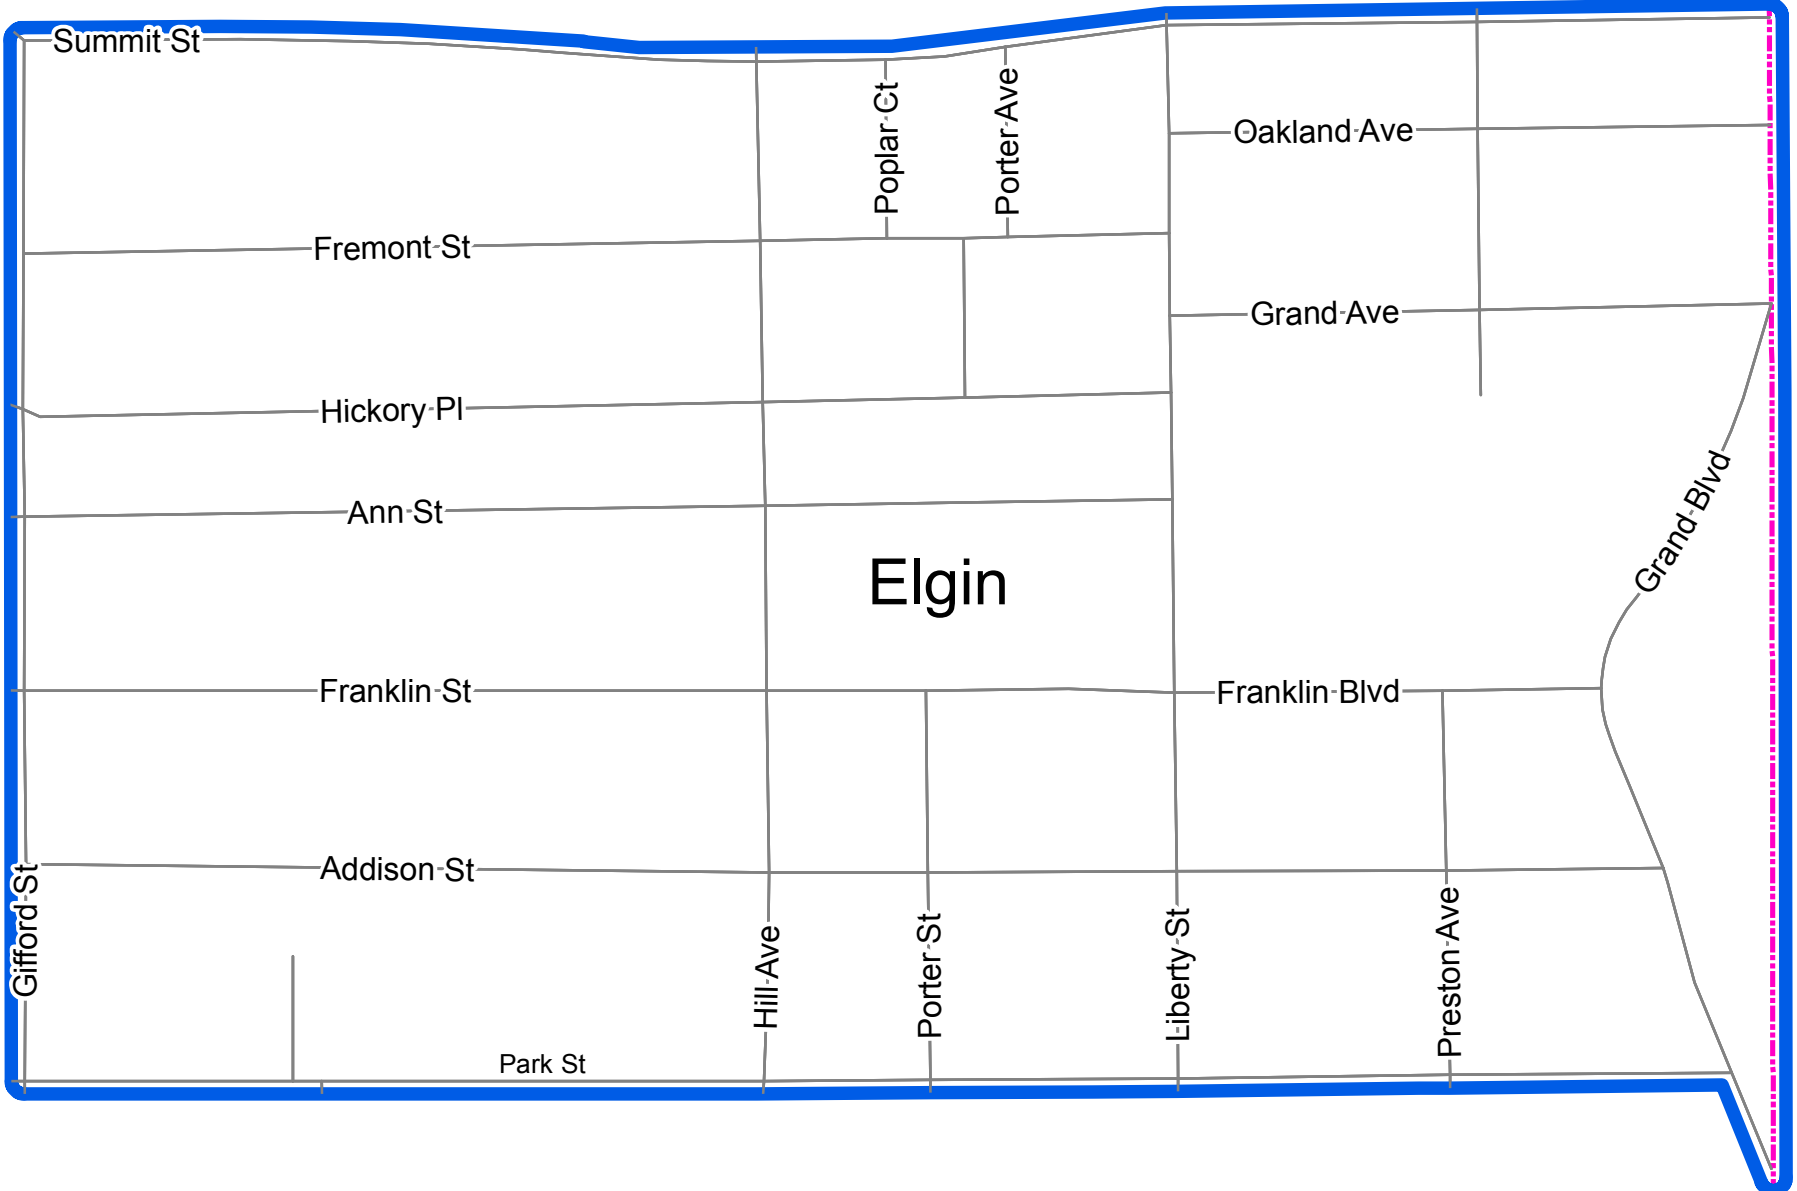 Summit St
Poplar Ct
Porter Ave
Oakland Ave
Fremont St
Grand Ave
Hickory Pl
Ann St
Grand Blvd
Elgin
Franklin St
Franklin Blvd
Addison St
Gifford St
Hill Ave
Porter St
Liberty St
Preston Ave
Park St